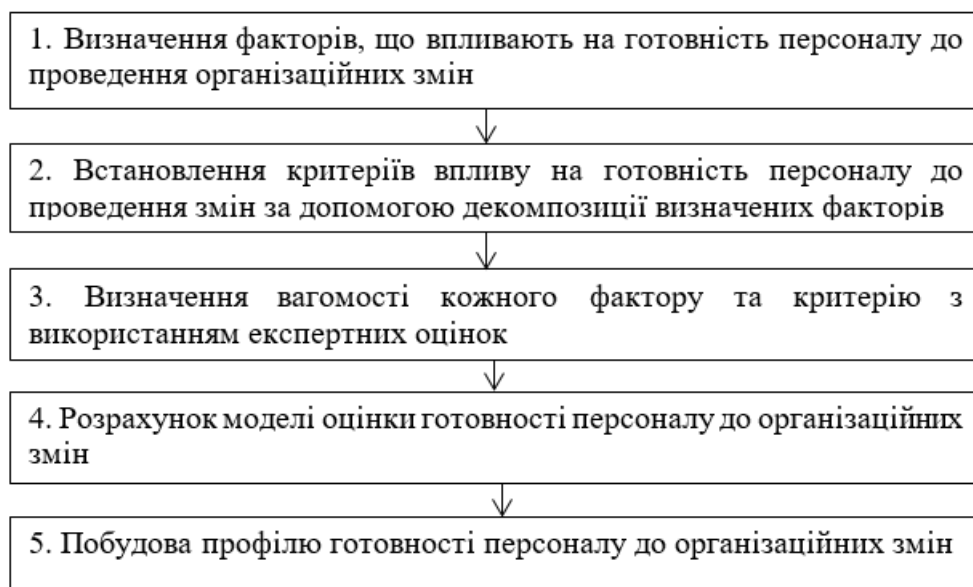 1. Визначення факторів, що впливають на готовність персоналу до
проведення організаційних змін
2. Встановлення критеріїв впливу на готовність персоналу до
проведення змін за допомогою декомпозиції визначених факторів
3. Визначення вагомості кожного фактору та критерію з
використанням експертних оцінок
4. Розрахунок моделі оцінки готовності персоналу до організаційних
змін
5. Побудова профілю готовності персоналу до організаційних змін